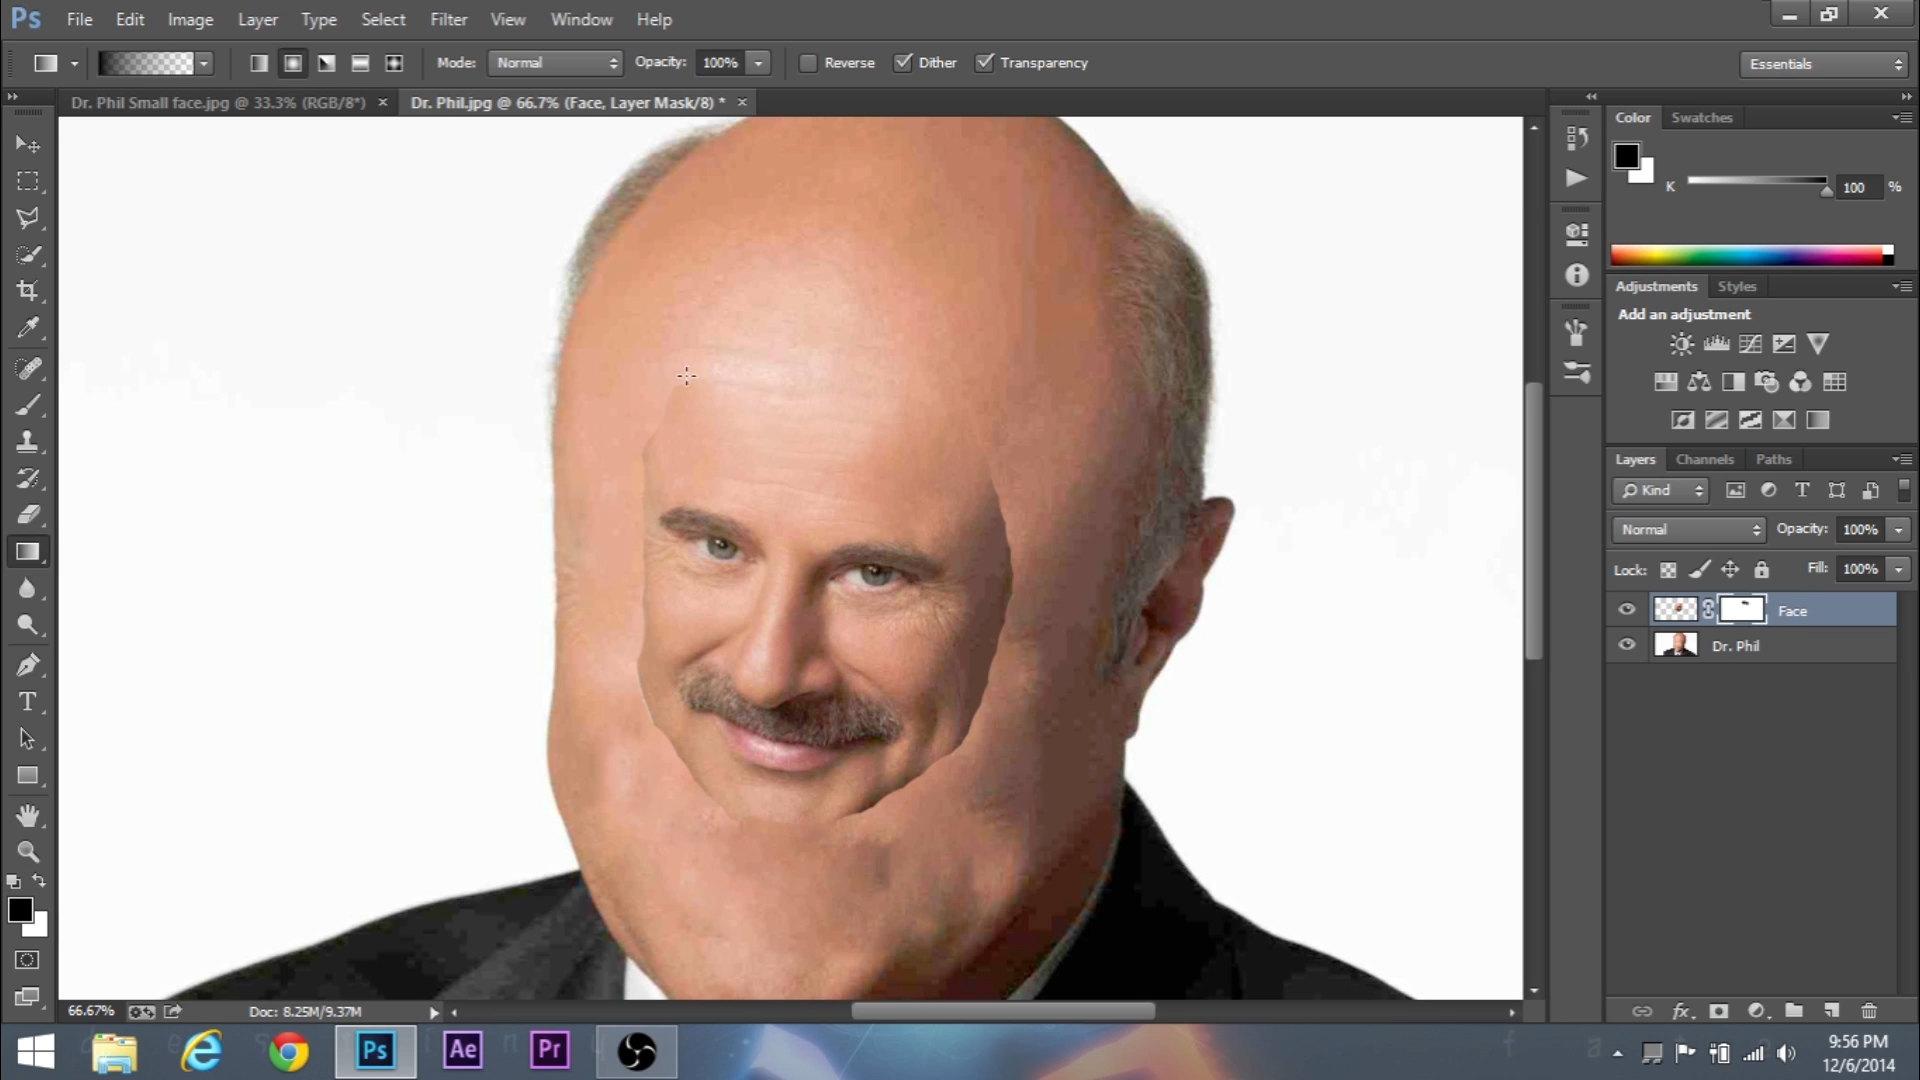 Ps File Edit Image Layer Type Select Filter View Window Help
Mode: Normal Opacity: 100% Reverse Dither Transparency Essentials
Dr. Phil Small face.jpg @ 33.3% (RGB/8*) × Dr. Phil.jpg @ 66.7% (Face, Layer Mask/8) * ×
Color Swatches
K 100 %
Adjustments Styles
Add an adjustment
Layers Channels Paths
Kind
Normal Opacity: 100%
Lock: Fill: 100%
Face
Dr. Phil
66.67% Doc: 8.25M/9.37M
fx
Ps Ae Pr
9:56 PM
12/6/2014